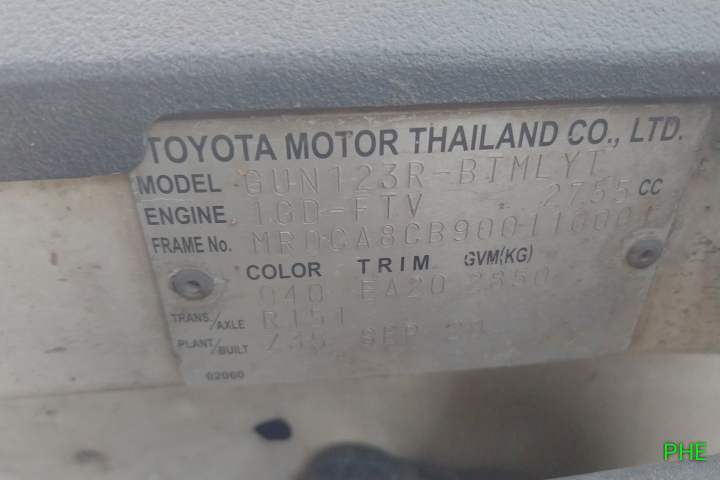 TOYOTA MOTOR THAILAND CO., LTD.
MODEL GUN123R-BTMLYT
ENGINE 1GD-FTV 2755 CC
FRAME No.
COLOR TRIM GVM(KG)
040 EA20 2850
TRANS/AXLE R151
PLANT/BUILT SEP
02060
PHE